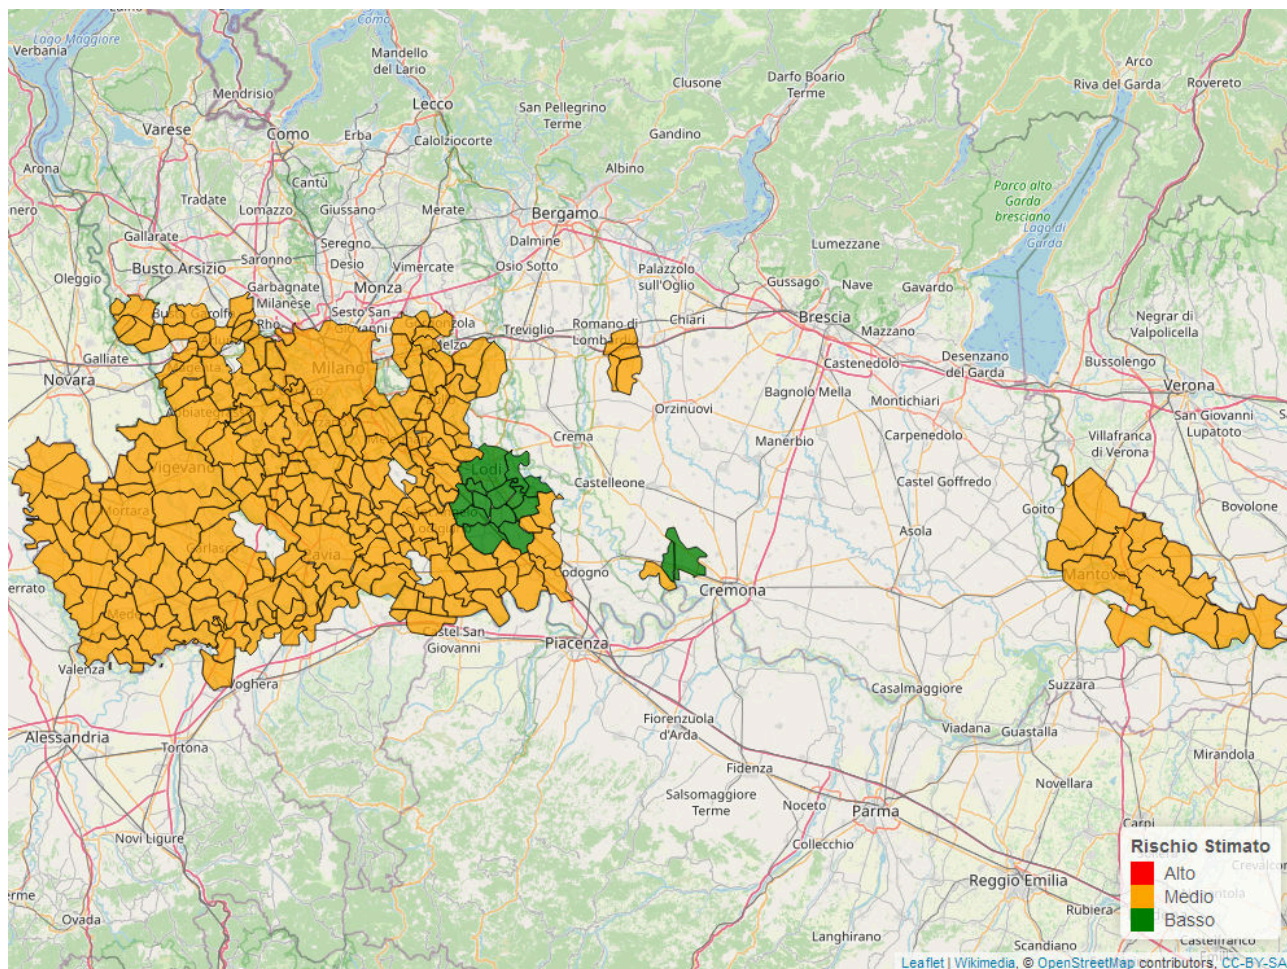 Lago Maggiore
Verbania
Como
Mandello
del Lario
Clusone
Darfo Boario
Terme
Arco
Riva del Garda
Rovereto
Mendrisio
Lecco
San Pellegrino
Terme
Varese
Como
Erba
Calolziocorte
Gandino
Arona
Albino
Cantù
Parco alto
Garda
bresciano
Lago di
Garda
Tradate
Lomazzo
Giussano
Merate
Bergamo
Gallarate
Seregno
Dalmine
Lumezzane
Oleggio
Busto Arsizio
Saronno
Desio
Vimercate
Osio Sotto
Palazzolo
sull'Oglio
Gussago
Nave
Gavardo
Garbagnate
Milanese
Monza
Sesto San
Giovanni
Rho
Treviglio
Romano di
Chiari
Brescia
Mazzano
Negrar di
Valpolicella
Galliate
Novara
Melzo
Milano
Castenedolo
Desenzano
del Garda
Bussolengo
Verona
Bagnolo Mella
Montichiari
Orzinuovi
San Giovanni
Lupatoto
Crema
Manerbio
Carpenedolo
Villafranca
di Verona
Vigevano
Lodi
Castelleone
Castel Goffredo
Goito
Bovolone
Mortara
Asola
Garlasco
Pavia
Codogno
Mantova
Cremona
Castel San
Giovanni
Piacenza
Valenza
Voghera
Casalmaggiore
Suzzara
Alessandria
Tortona
Fiorenzuola
d'Arda
Viadana
Guastalla
Mirandola
Fidenza
Novellara
Salsomaggiore
Terme
Noceto
Parma
Carpi
Novi Ligure
Collecchio
Rischio Stimato
Alto
Medio
Basso
Reggio Emilia
Rubiera
Ovada
Langhirano
Scandiano
Castelfranco
Leaflet | Wikimedia, © OpenStreetMap contributors, CC-BY-SA